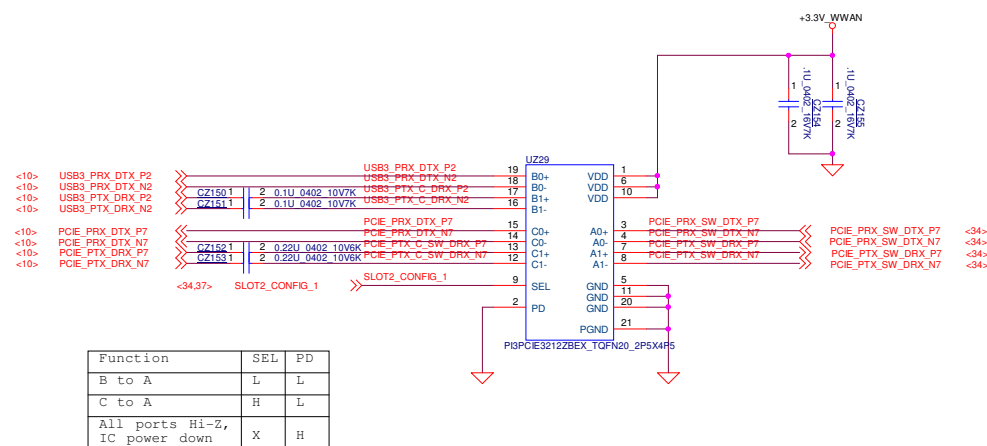 +3.3V_WWAN
.1U_0402_16V7K
CZ154
.1U_0402_16V7K
CZ155
1
2
1
2
UZ29
<10> USB3_PRX_DTX_P2 USB3_PRX_DTX_P2 19 B0+ VDD 1
<10> USB3_PRX_DTX_N2 USB3_PRX_DTX_N2 18 B0- VDD 6
<10> USB3_PTX_DRX_P2 CZ150 1 2 0.1U_0402_10V7K USB3_PTX_C_DRX_P2 17 B1+ VDD 10
<10> USB3_PTX_DRX_N2 CZ151 1 2 0.1U_0402_10V7K USB3_PTX_C_DRX_N2 16 B1-
<10> PCIE_PRX_DTX_P7 PCIE_PRX_DTX_P7 15 C0+ A0+ 3 PCIE_PRX_SW_DTX_P7 PCIE_PRX_SW_DTX_P7 <34>
<10> PCIE_PRX_DTX_N7 PCIE_PRX_DTX_N7 14 C0- A0- 4 PCIE_PRX_SW_DTX_N7 PCIE_PRX_SW_DTX_N7 <34>
<10> PCIE_PTX_DRX_P7 CZ152 1 2 0.22U_0402_10V6K PCIE_PTX_C_SW_DRX_P7 13 C1+ A1+ 7 PCIE_PTX_SW_DRX_P7 PCIE_PTX_SW_DRX_P7 <34>
<10> PCIE_PTX_DRX_N7 CZ153 1 2 0.22U_0402_10V6K PCIE_PTX_C_SW_DRX_N7 12 C1- A1- 8 PCIE_PTX_SW_DRX_N7 PCIE_PTX_SW_DRX_N7 <34>
<34,37> SLOT2_CONFIG_1 SLOT2_CONFIG_1 9 SEL GND 5
GND 11
2 PD GND 20
PGND 21
PI3PCIE3212ZBEX_TQFN20_2P5X4P5
Function SEL PD
B to A L L
C to A H L
All ports Hi-Z,
IC power down X H